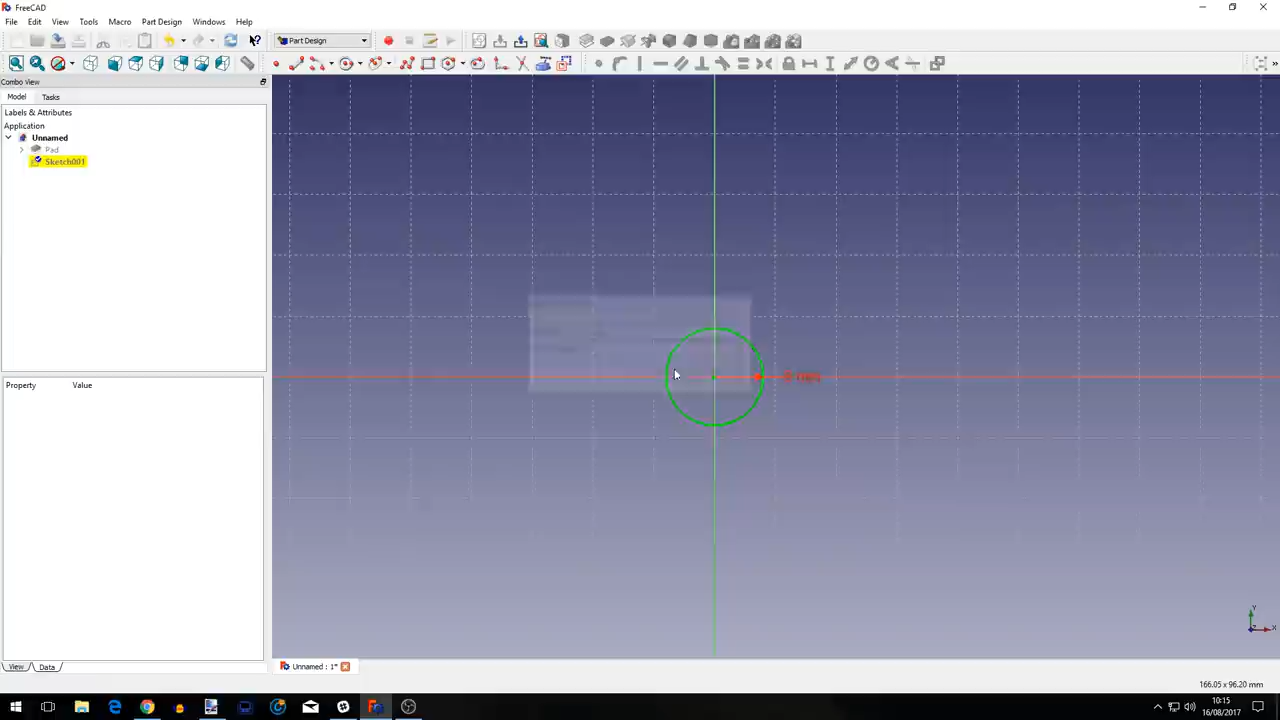 FreeCAD
File Edit View Tools Macro Part Design Windows Help
Part Design
Combo View
Model Tasks
Labels & Attributes
Application
Unnamed
Pad
Sketch001
Property Value
View Data
Unnamed : 1*
166.05 x 96.20 mm
Y
X
10:15
16/08/2017